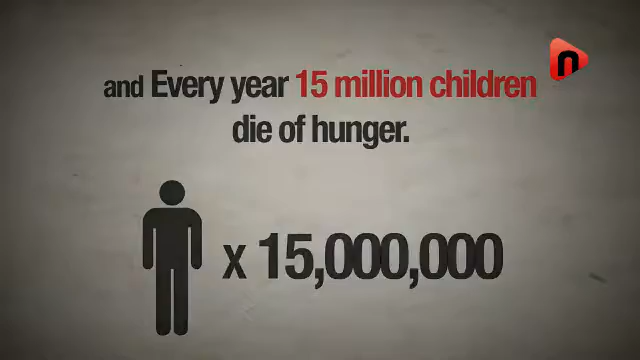 and Every year 15 million children
die of hunger.
x 15,000,000
n